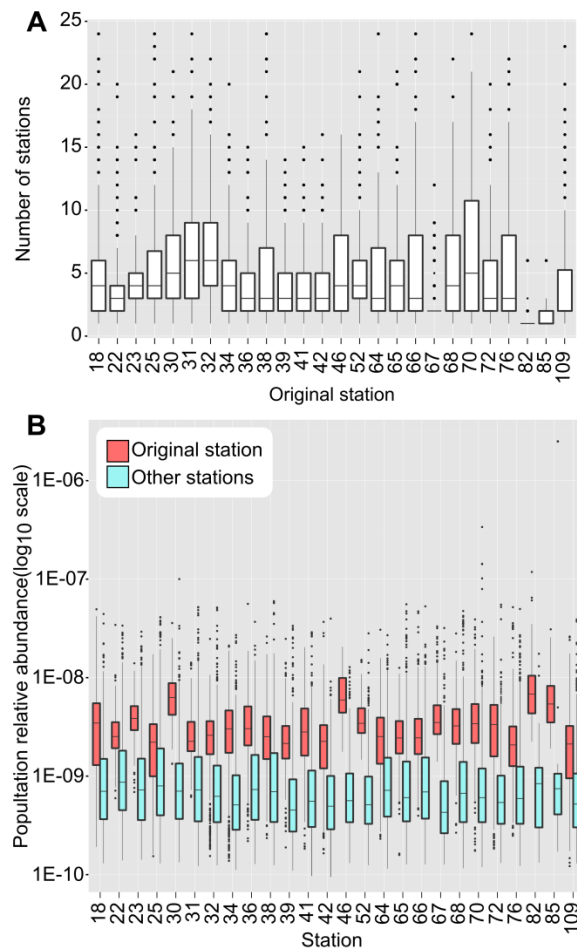 A
Number of stations
25
20
15
10
5
0
18 22 23 25 30 31 32 34 36 38 39 41 42 46 52 64 65 66 67 68 70 72 76 82 85 109
Original station
B
Original station
Other stations
Popultation relative abundance(log10 scale)
1E-06
1E-07
1E-08
1E-09
1E-10
18 22 23 25 30 31 32 34 36 38 39 41 42 46 52 64 65 66 67 68 70 72 76 82 85 109
Station